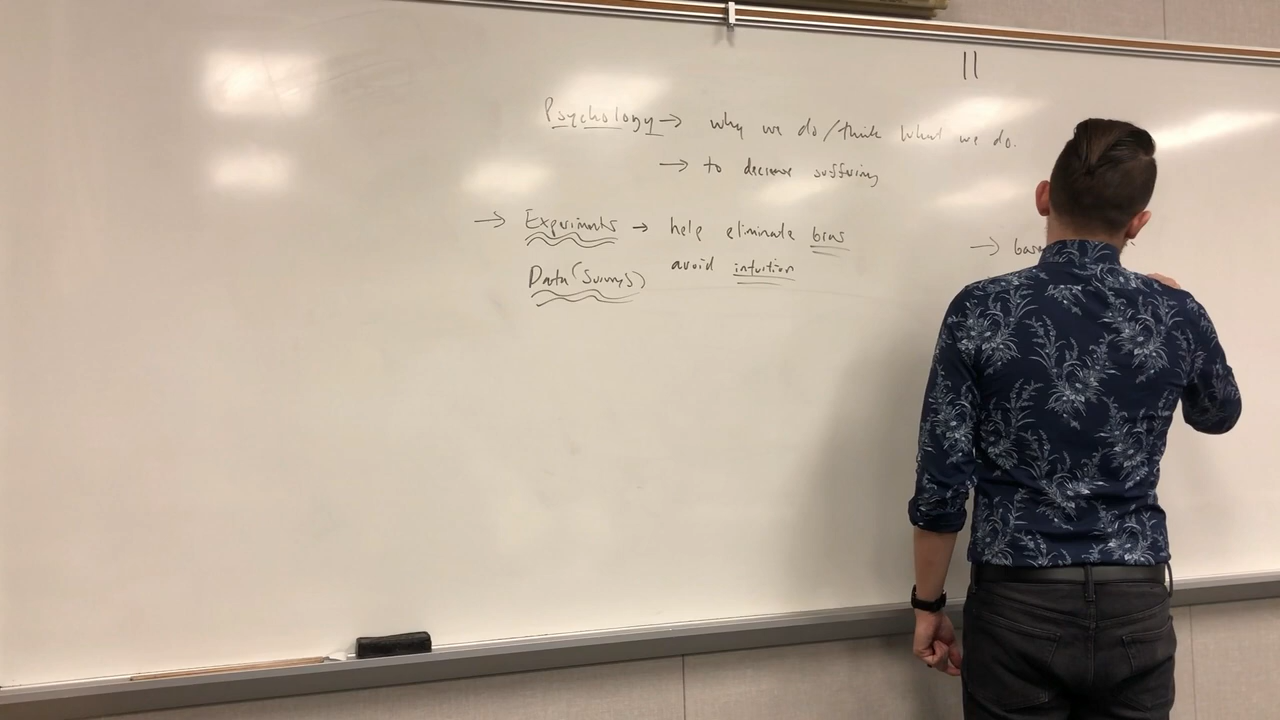 11
Psychology → why we do/think what we do.
→ to decrease suffering
→ Experiments → help eliminate bias
Data (Surveys) avoid intuition
→